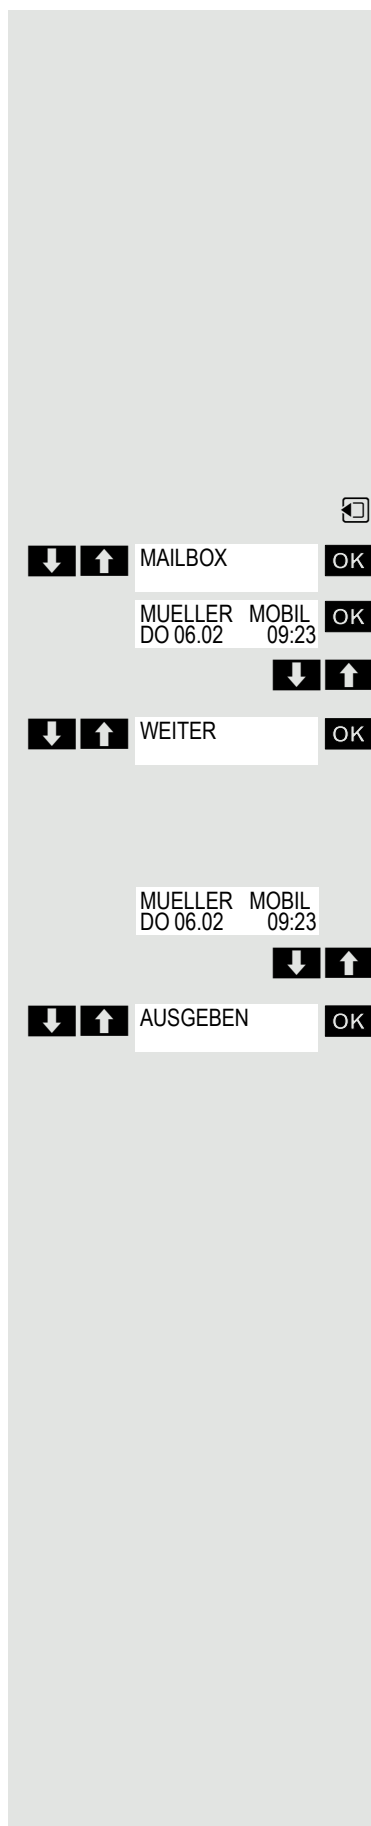 MAILBOX OK
MUELLER MOBIL OK
DO 06.02 09:23
WEITER OK
MUELLER MOBIL
DO 06.02 09:23
AUSGEBEN OK